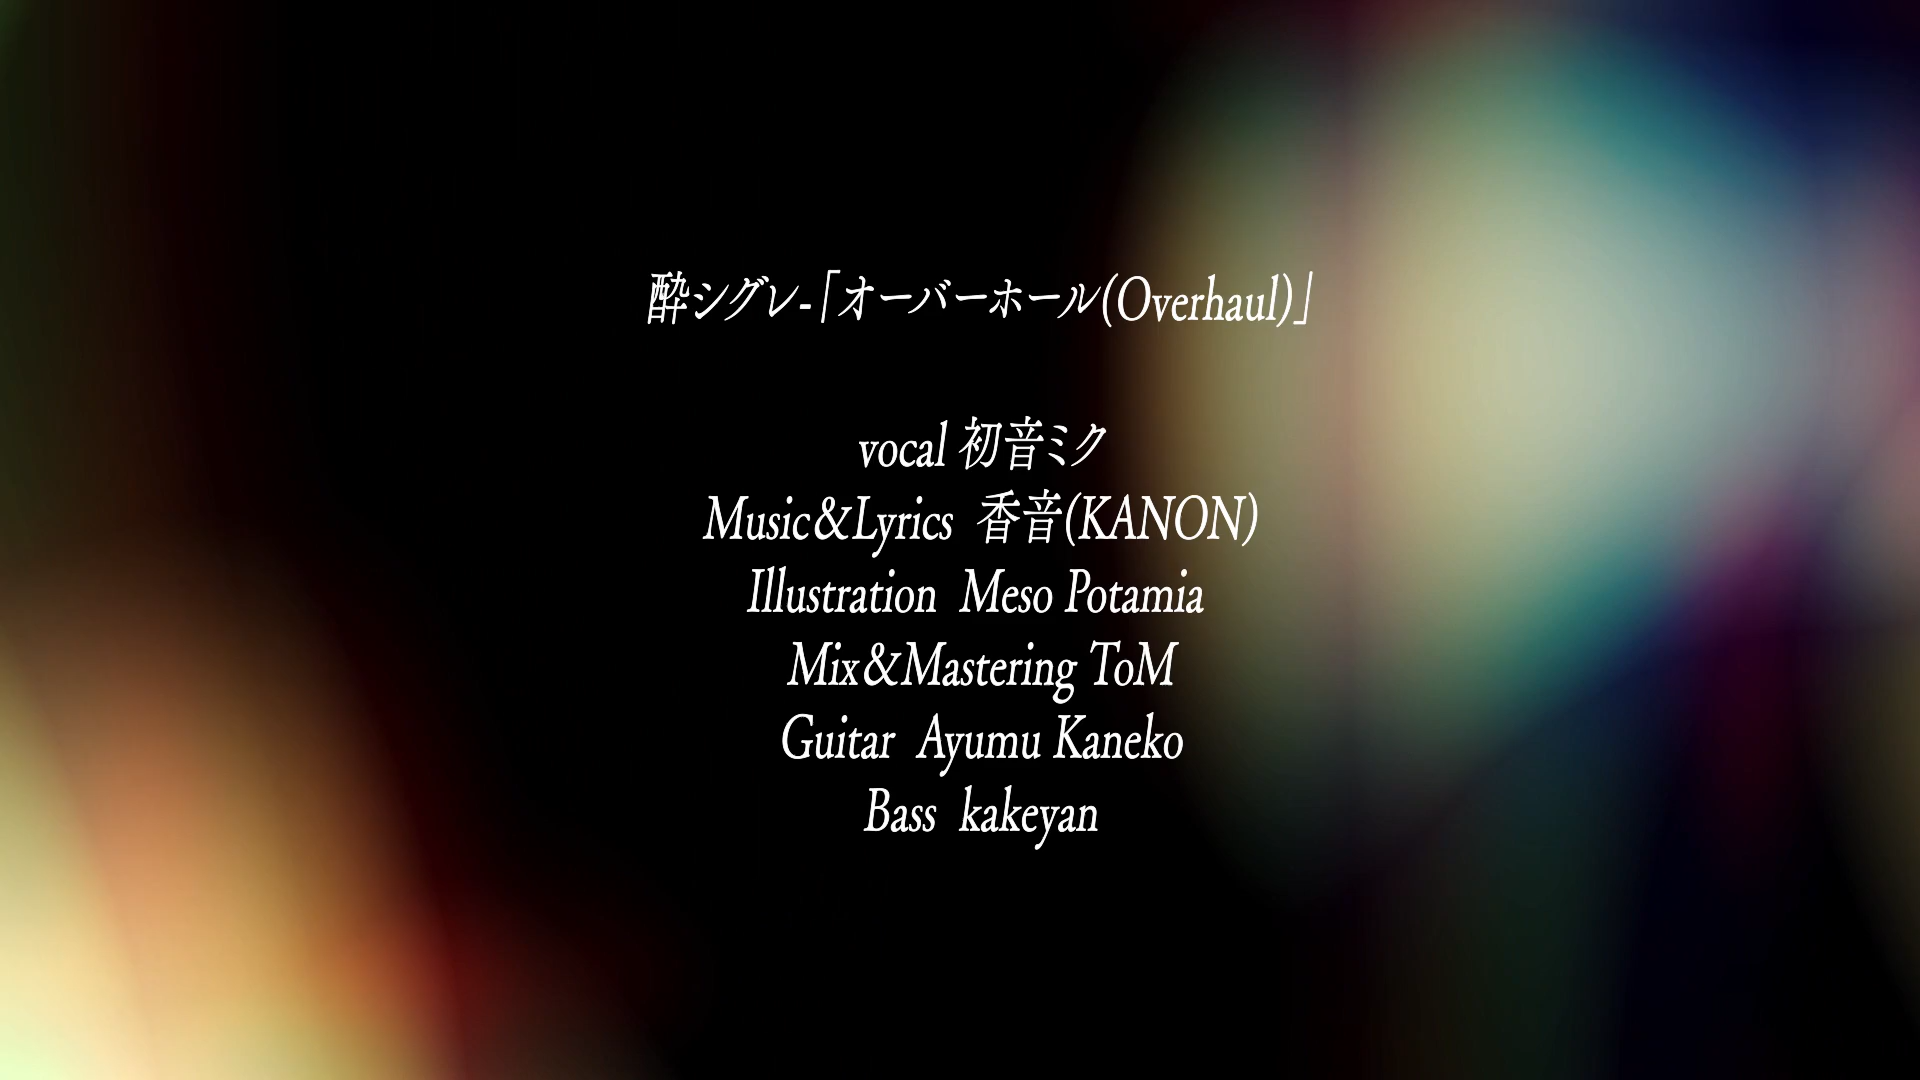 酔シグレ-「オーバーホール(Overhaul)」
vocal 初音ミク
Music&Lyrics 香音(KANON)
Illustration Meso Potamia
Mix&Mastering ToM
Guitar Ayumu Kaneko
Bass kakeyan